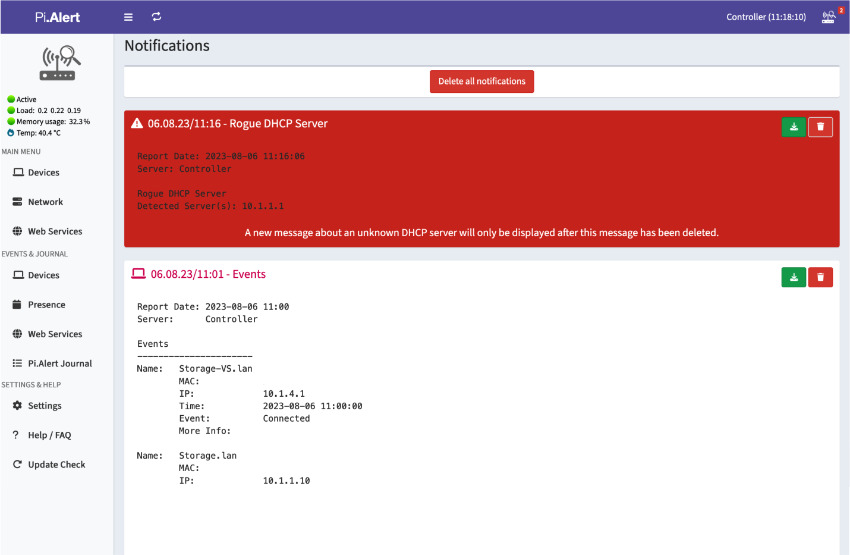 Pi.Alert
Controller (11:18:10)
2
Notifications
Active
Load: 0.2 0.22 0.19
Memory usage: 32.3 %
Temp: 40.4 °C
MAIN MENU
Devices
Network
Web Services
EVENTS & JOURNAL
Devices
Presence
Web Services
Pi.Alert Journal
SETTINGS & HELP
Settings
Help / FAQ
Update Check
Delete all notifications
06.08.23/11:16 - Rogue DHCP Server
Report Date: 2023-08-06 11:16:06
Server: Controller
Rogue DHCP Server
Detected Server(s): 10.1.1.1
A new message about an unknown DHCP server will only be displayed after this message has been deleted.
06.08.23/11:01 - Events
Report Date: 2023-08-06 11:00
Server: Controller
Events
----------------------
Name: Storage-VS.lan
MAC:
IP: 10.1.4.1
Time: 2023-08-06 11:00:00
Event: Connected
More Info:
Name: Storage.lan
MAC:
IP: 10.1.1.10